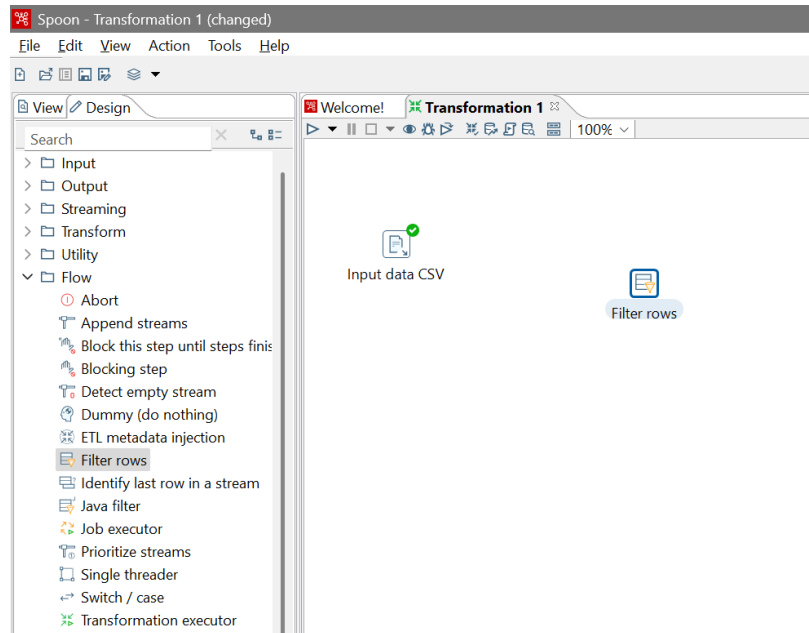 Spoon - Transformation 1 (changed)
File Edit View Action Tools Help
View Design
Welcome! Transformation 1
Search
100%
Input
Output
Streaming
Transform
Utility
Flow
Abort
Append streams
Block this step until steps finis
Blocking step
Detect empty stream
Dummy (do nothing)
ETL metadata injection
Filter rows
Identify last row in a stream
Java filter
Job executor
Prioritize streams
Single threader
Switch / case
Transformation executor
Input data CSV
Filter rows